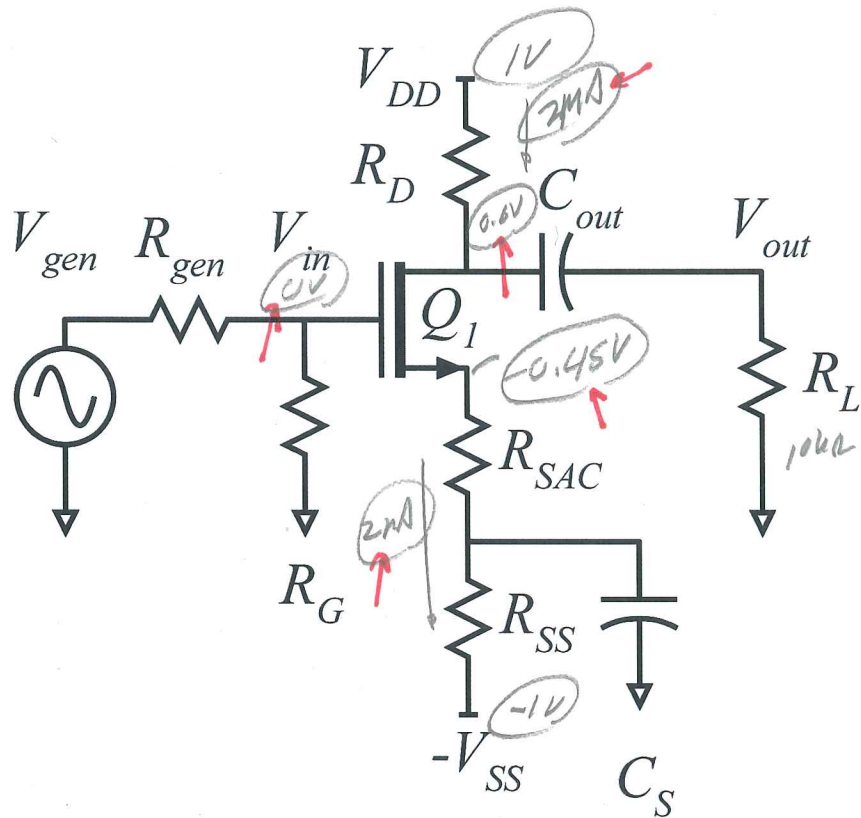 V_DD
1V
2mA
R_D
0.6V
C_out
V_gen
R_gen
V_in
0V
V_out
Q_1
-0.45V
R_L
10kΩ
R_SAC
2mA
R_G
R_SS
-1V
-V_SS
C_S